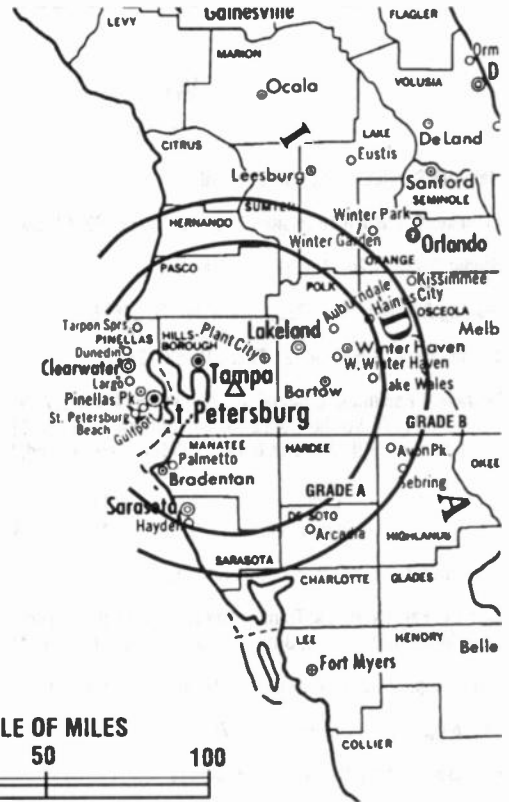 Gainesville
LEVY
FLAGLER
MARION
Orm
D
VOLUSIA
Ocala
DeLand
I
CITRUS
LAKE
Eustis
Leesburg
Sanford
SEMINOLE
SUMTER
HERNANDO
Winter Park
Winter Garden
Orlando
ORANGE
PASCO
Kissimmee
POLK
Auburndale
Haines City
OSCEOLA
D
Melb
Tarpon Sprs.
PINELLAS
HILLS-
BOROUGH
Plant City
Lakeland
Dunedin
Winter Haven
Clearwater
Tampa
W. Winter Haven
Largo
Bartow
Lake Wales
Pinellas Pk
St. Petersburg
St. Petersburg
Beach
Gulfport
GRADE B
MANATEE
HARDEE
Avon Pk.
OKEE
Palmetto
Bradentan
Sebring
GRADE A
A
Sarasota
Hayden
DE SOTO
Arcadia
HIGHLANDS
SARASOTA
CHARLOTTE
GLADES
LEE
HENDRY
Belle
Fort Myers
LE OF MILES
50
100
COLLIER